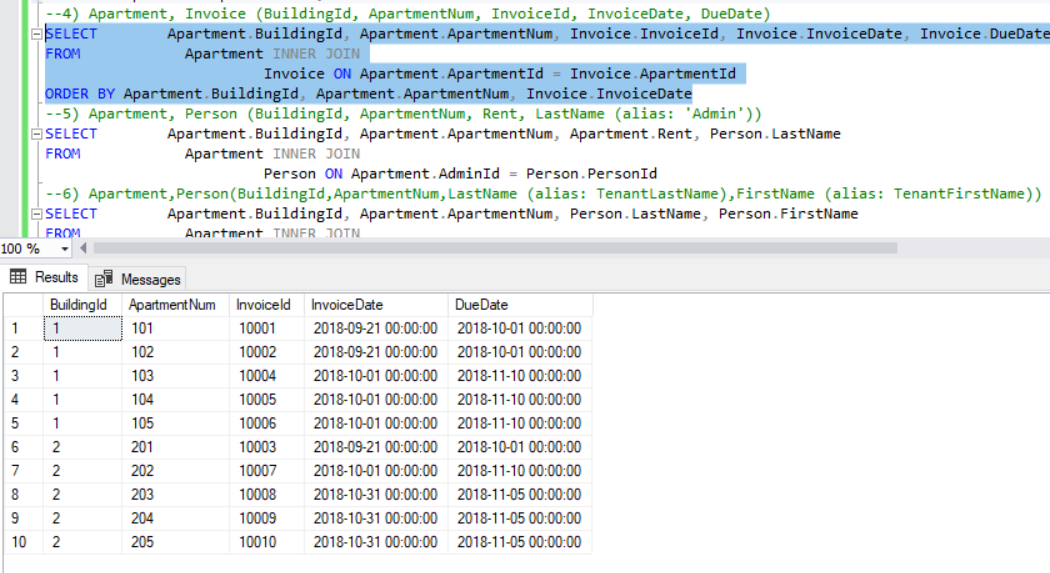 --4) Apartment, Invoice (BuildingId, ApartmentNum, InvoiceId, InvoiceDate, DueDate)
SELECT Apartment.BuildingId, Apartment.ApartmentNum, Invoice.InvoiceId, Invoice.InvoiceDate, Invoice.DueDate
FROM Apartment INNER JOIN
Invoice ON Apartment.ApartmentId = Invoice.ApartmentId
ORDER BY Apartment.BuildingId, Apartment.ApartmentNum, Invoice.InvoiceDate
--5) Apartment, Person (BuildingId, ApartmentNum, Rent, LastName (alias: 'Admin'))
SELECT Apartment.BuildingId, Apartment.ApartmentNum, Apartment.Rent, Person.LastName
FROM Apartment INNER JOIN
Person ON Apartment.AdminId = Person.PersonId
--6) Apartment,Person(BuildingId,ApartmentNum,LastName (alias: TenantLastName),FirstName (alias: TenantFirstName))
SELECT Apartment.BuildingId, Apartment.ApartmentNum, Person.LastName, Person.FirstName
FROM Apartment INNER JOIN
100 %
Results Messages
BuildingId ApartmentNum InvoiceId InvoiceDate DueDate
1 1 101 10001 2018-09-21 00:00:00 2018-10-01 00:00:00
2 1 102 10002 2018-09-21 00:00:00 2018-10-01 00:00:00
3 1 103 10004 2018-10-01 00:00:00 2018-11-10 00:00:00
4 1 104 10005 2018-10-01 00:00:00 2018-11-10 00:00:00
5 1 105 10006 2018-10-01 00:00:00 2018-11-10 00:00:00
6 2 201 10003 2018-09-21 00:00:00 2018-10-01 00:00:00
7 2 202 10007 2018-10-01 00:00:00 2018-11-10 00:00:00
8 2 203 10008 2018-10-31 00:00:00 2018-11-05 00:00:00
9 2 204 10009 2018-10-31 00:00:00 2018-11-05 00:00:00
10 2 205 10010 2018-10-31 00:00:00 2018-11-05 00:00:00